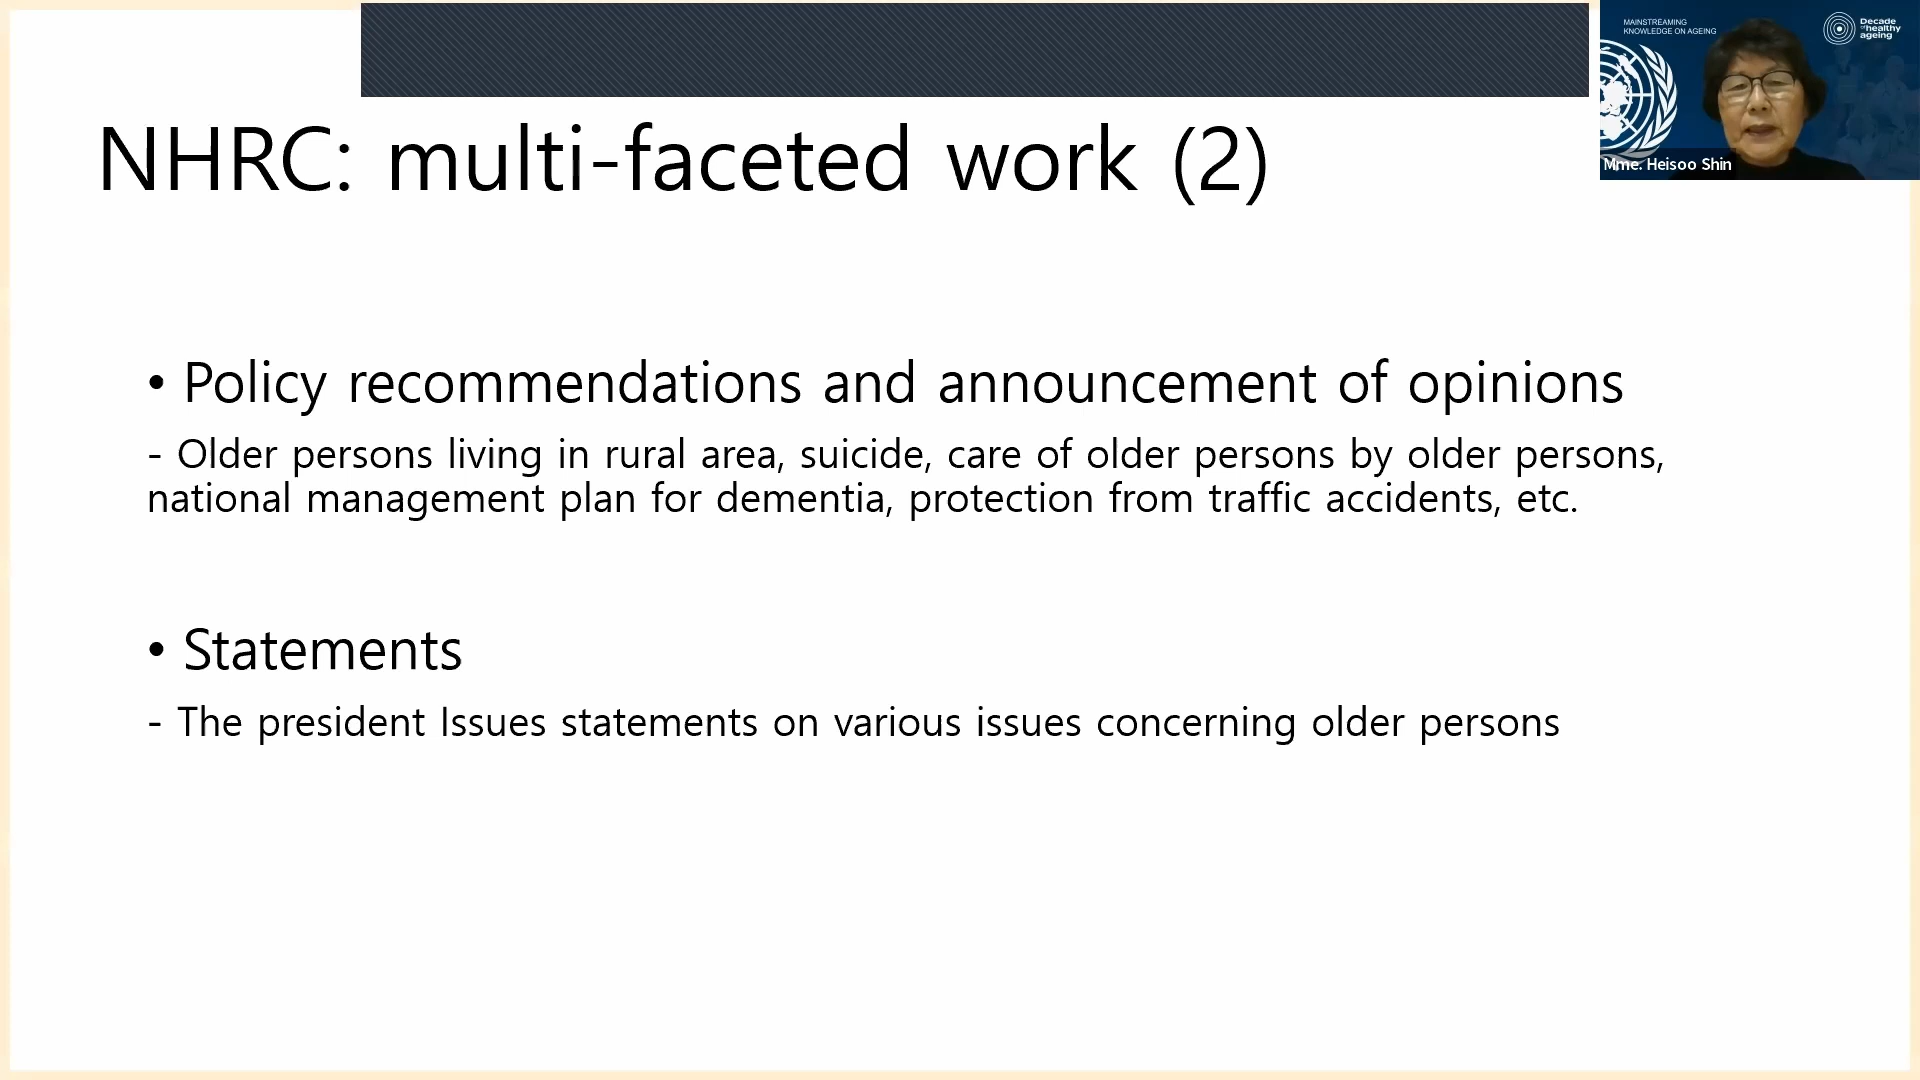 MAINSTREAMING
KNOWLEDGE ON AGEING
Decade
of healthy
ageing
Mme. Heisoo Shin
NHRC: multi-faceted work (2)
• Policy recommendations and announcement of opinions
- Older persons living in rural area, suicide, care of older persons by older persons,
national management plan for dementia, protection from traffic accidents, etc.
• Statements
- The president Issues statements on various issues concerning older persons